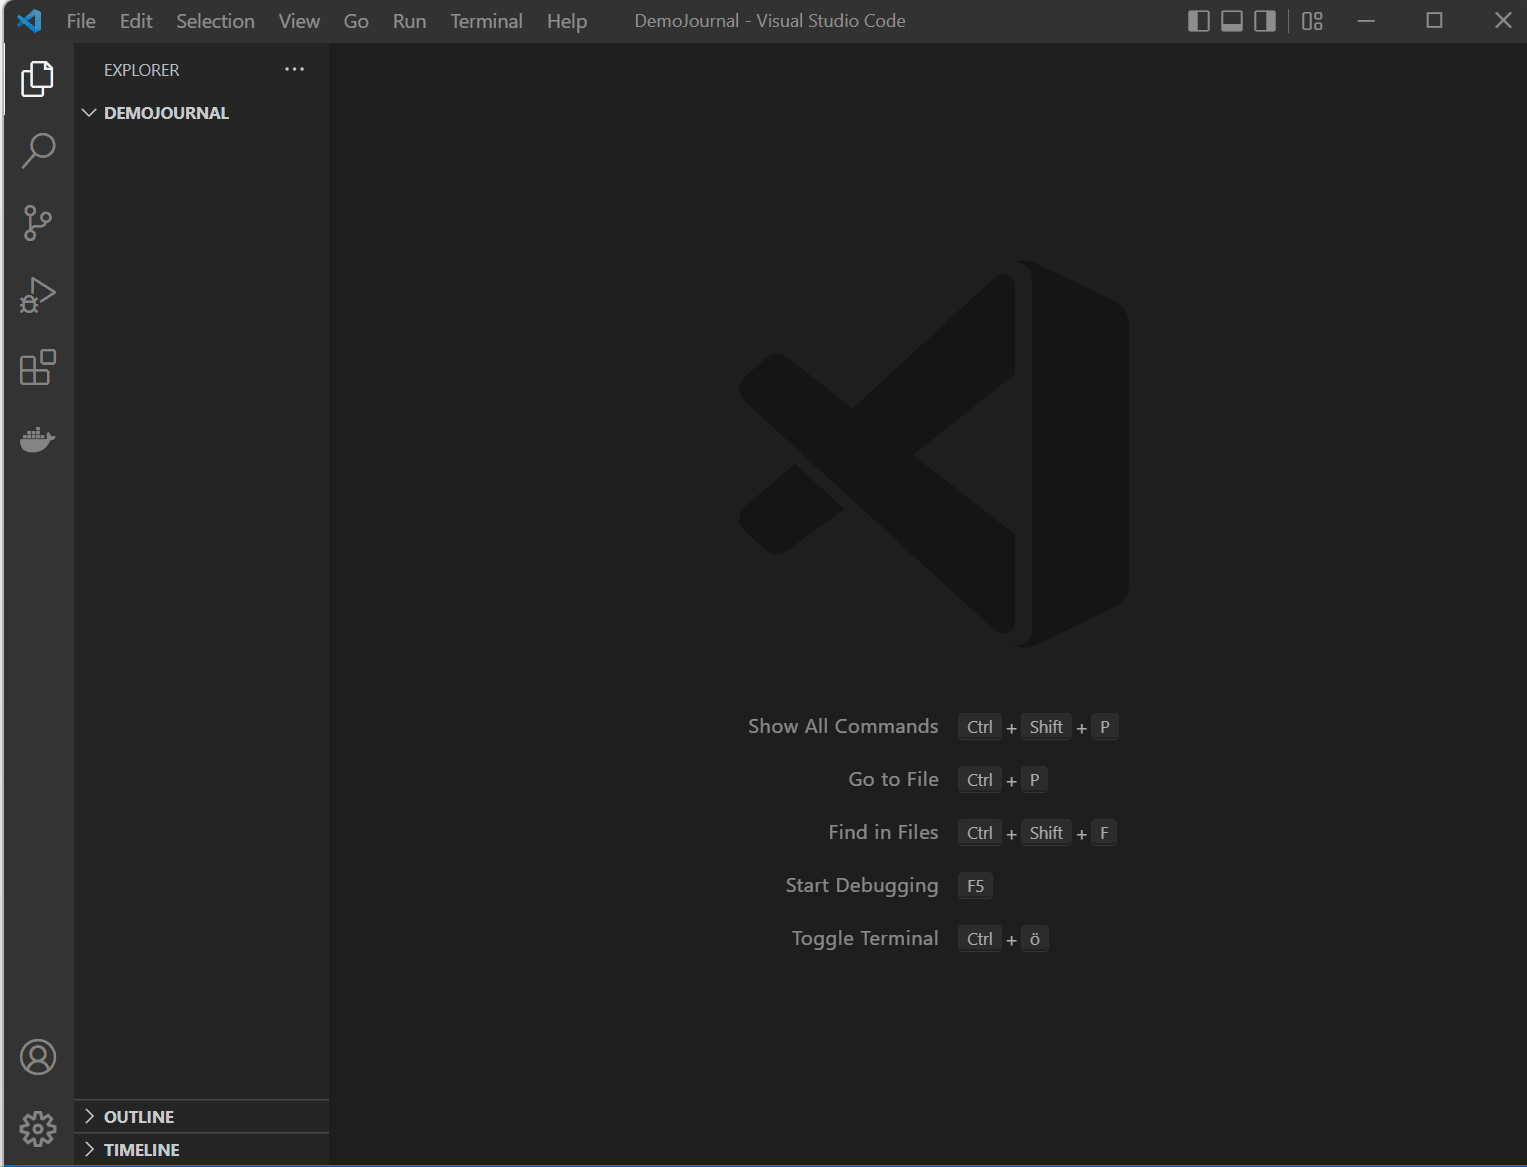 File Edit Selection View Go Run Terminal Help DemoJournal - Visual Studio Code
EXPLORER
DEMOJOURNAL
Show All Commands Ctrl + Shift + P
Go to File Ctrl + P
Find in Files Ctrl + Shift + F
Start Debugging F5
Toggle Terminal Ctrl + ö
OUTLINE
TIMELINE